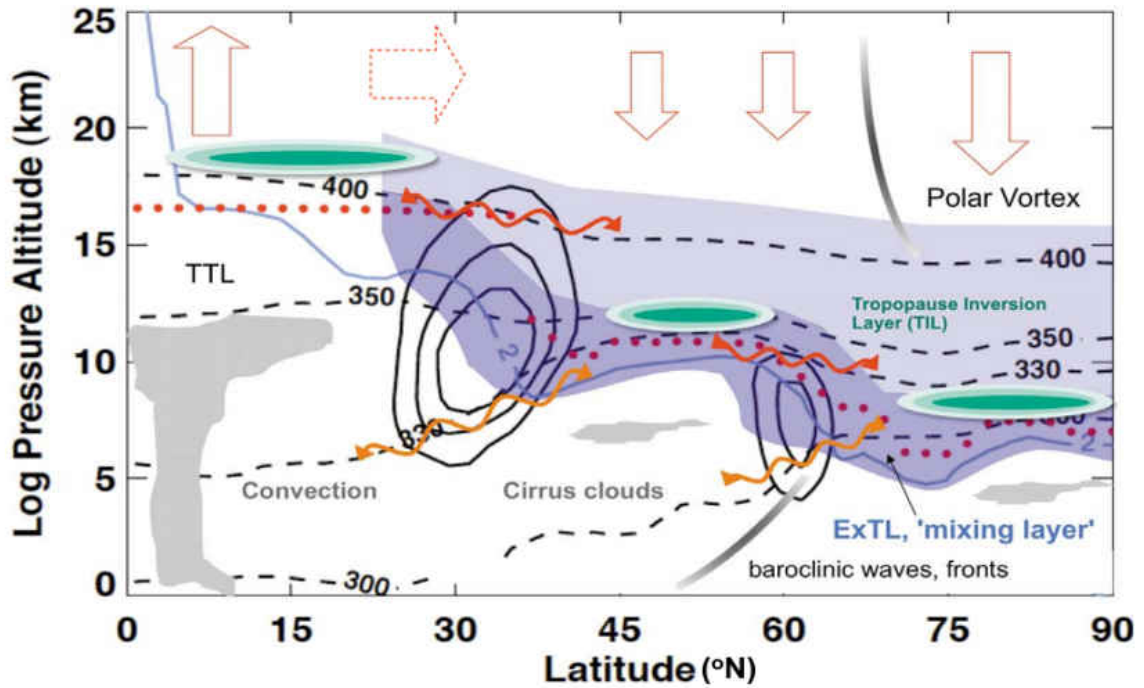 25
20
15
10
5
0
Log Pressure Altitude (km)
400
Polar Vortex
TTL
400
350
Tropopause Inversion
Layer (TIL)
350
2
330
330
2
Convection
Cirrus clouds
ExTL, 'mixing layer'
baroclinic waves, fronts
300
0
15
30
45
60
75
90
Latitude (°N)